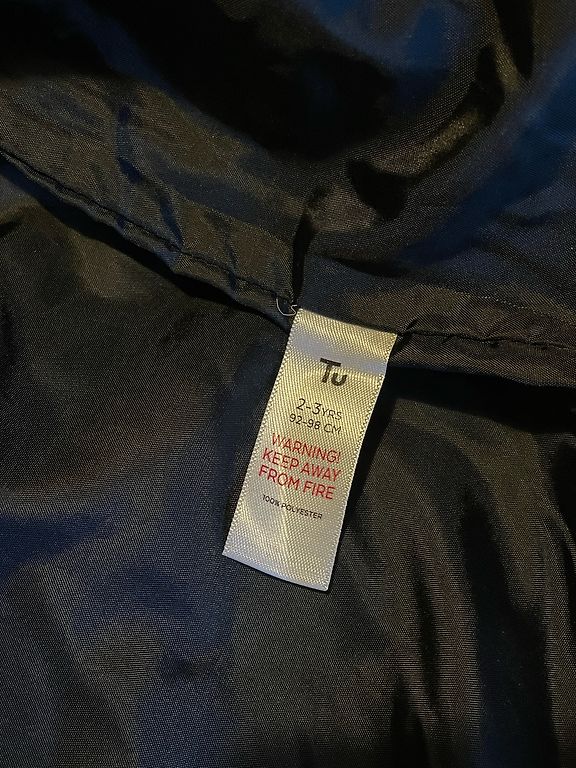 Tu
2-3YRS
92-98 CM
WARNING!
KEEP AWAY
FROM FIRE
100% POLYESTER